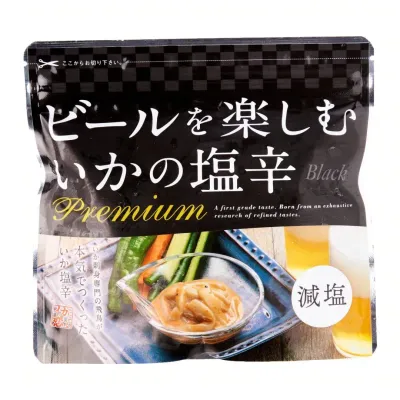 ここからお切り下さい。
ビールを楽しむ
いかの塩辛
Black
Premium
A first grade taste. Born from an exhaustive
research of refined tastes.
本気でつくった
いか塩辛
減塩